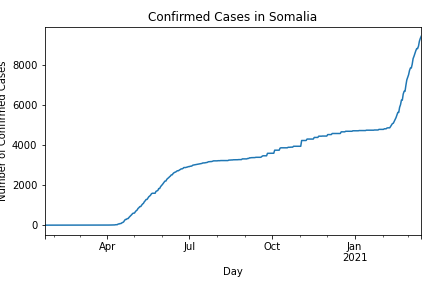 Confirmed Cases in Somalia
Number of Confirmed Cases
8000
6000
4000
2000
0
Apr
Jul
Oct
Jan
2021
Day